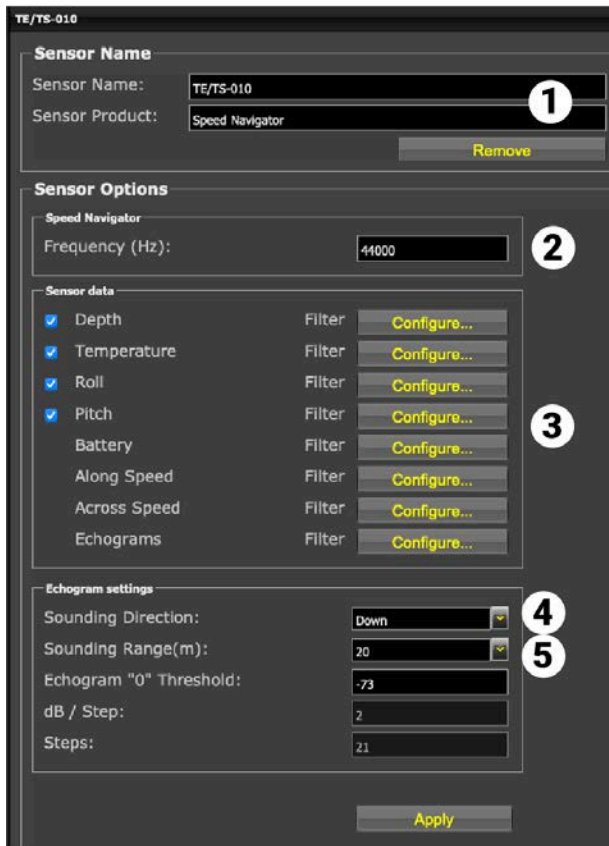 TE/TS-010
Sensor Name
Sensor Name: TE/TS-010
1
Sensor Product: Speed Navigator
Remove
Sensor Options
Speed Navigator
Frequency (Hz): 44000 2
Sensor data
Depth Filter Configure...
Temperature Filter Configure...
Roll Filter Configure...
Pitch Filter Configure...
3
Battery Filter Configure...
Along Speed Filter Configure...
Across Speed Filter Configure...
Echograms Filter Configure...
Echogram settings
Sounding Direction: Down 4
Sounding Range(m): 20 5
Echogram "0" Threshold: -73
dB / Step: 2
Steps: 21
Apply